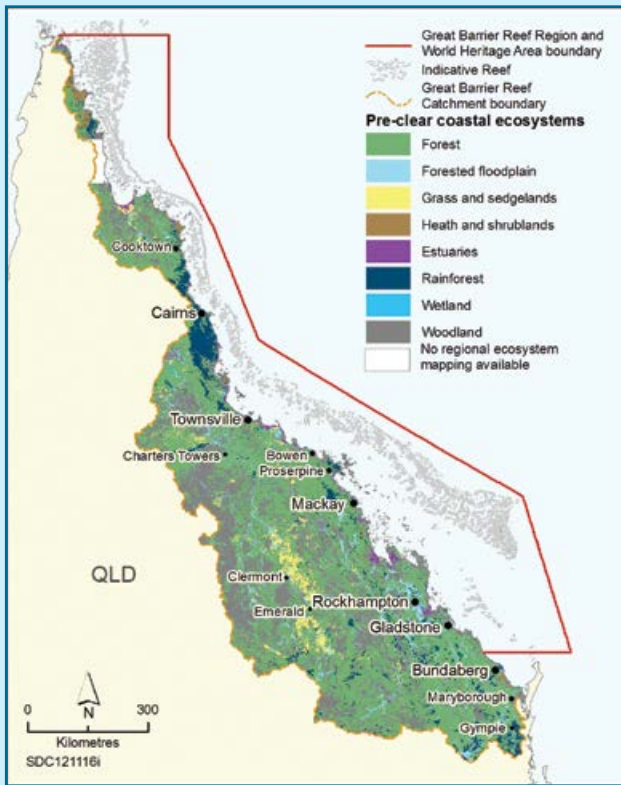 Great Barrier Reef Region and
World Heritage Area boundary
Indicative Reef
Great Barrier Reef
Catchment boundary
Pre-clear coastal ecosystems
Forest
Forested floodplain
Grass and sedgelands
Heath and shrublands
Estuaries
Rainforest
Wetland
Woodland
No regional ecosystem
mapping available
Cooktown
Cairns
Townsville
Charters Towers
Bowen
Proserpine
Mackay
QLD
Clermont
Emerald
Rockhampton
Gladstone
Bundaberg
Maryborough
Gympie
0 300
N
Kilometres
SDC121116i